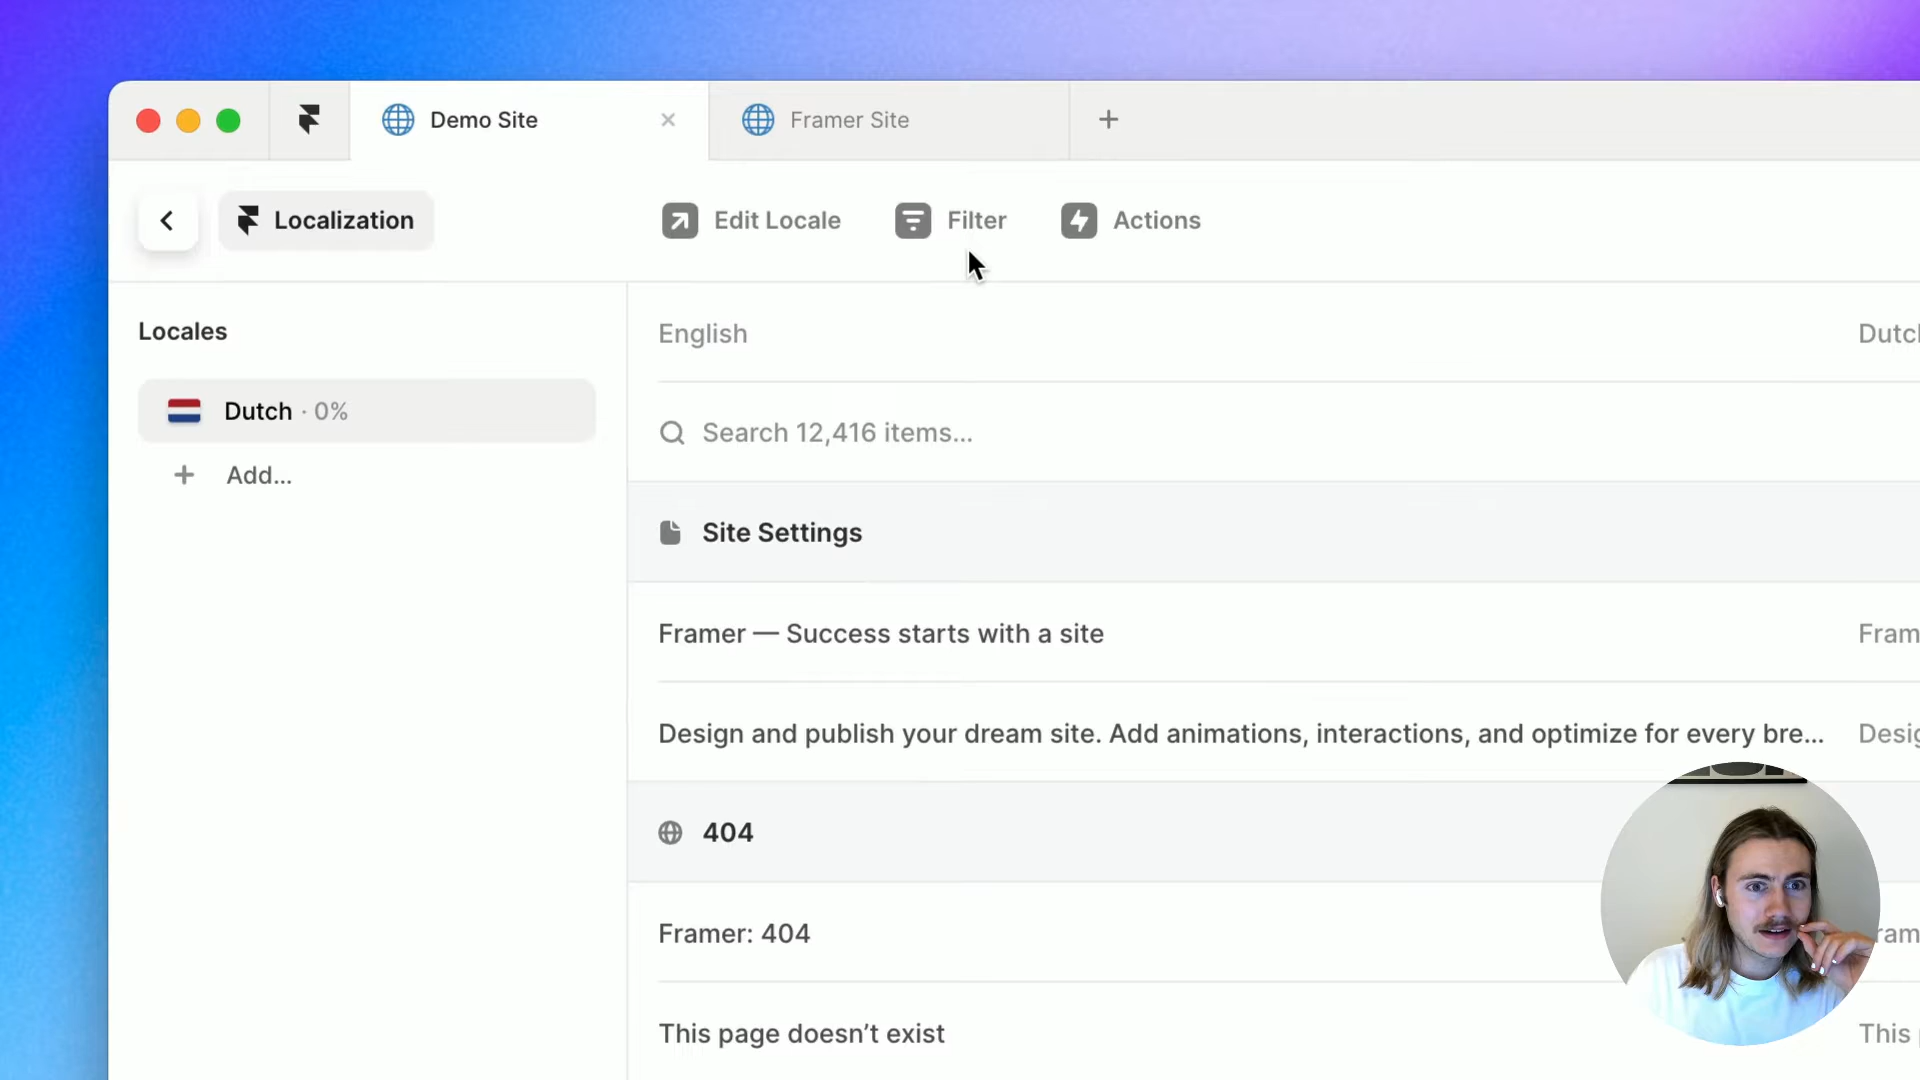 Demo Site
Framer Site
Localization
Edit Locale
Filter
Actions
Locales
Dutch · 0%
Add...
English
Search 12,416 items...
Site Settings
Framer — Success starts with a site
Design and publish your dream site. Add animations, interactions, and optimize for every bre...
404
Framer: 404
This page doesn’t exist
This